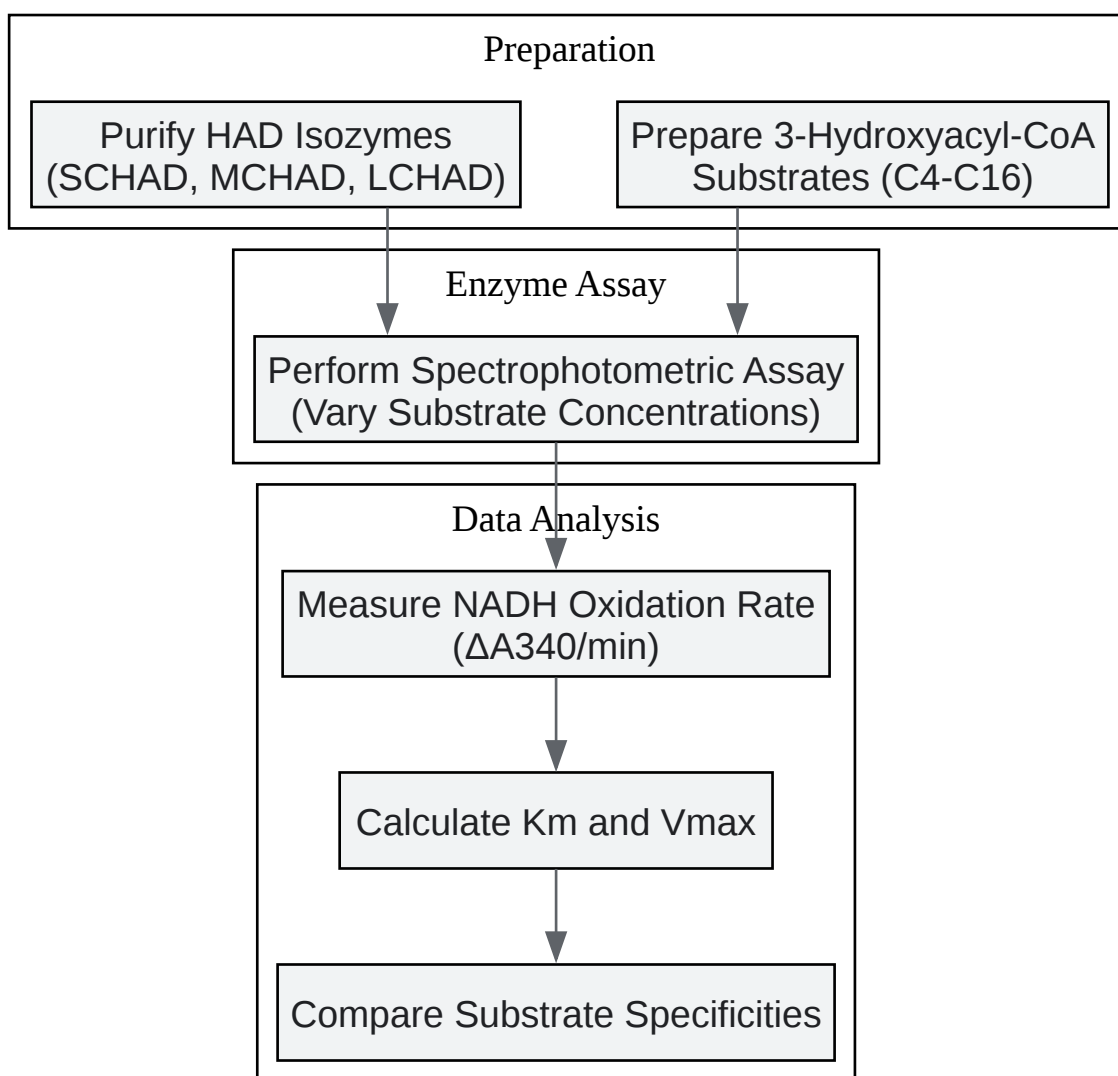 Preparation
Purify HAD Isozymes
(SCHAD, MCHAD, LCHAD)
Prepare 3-Hydroxyacyl-CoA
Substrates (C4-C16)
Enzyme Assay
Perform Spectrophotometric Assay
(Vary Substrate Concentrations)
Data Analysis
Measure NADH Oxidation Rate
(ΔA340/min)
Calculate Km and Vmax
Compare Substrate Specificities